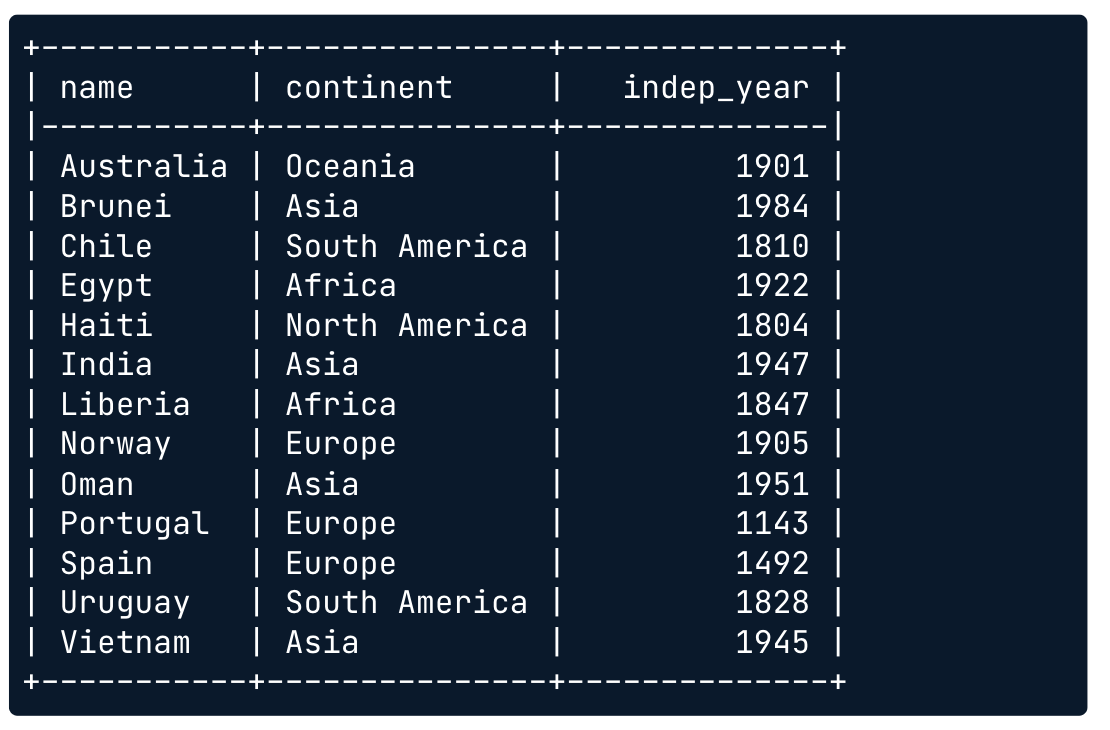 +-----------+---------------+--------------+
| name      | continent     |   indep_year |
|-----------+---------------+--------------|
| Australia | Oceania       |         1901 |
| Brunei    | Asia          |         1984 |
| Chile     | South America |         1810 |
| Egypt     | Africa        |         1922 |
| Haiti     | North America |         1804 |
| India     | Asia          |         1947 |
| Liberia   | Africa        |         1847 |
| Norway    | Europe        |         1905 |
| Oman      | Asia          |         1951 |
| Portugal  | Europe        |         1143 |
| Spain     | Europe        |         1492 |
| Uruguay   | South America |         1828 |
| Vietnam   | Asia          |         1945 |
+-----------+---------------+--------------+